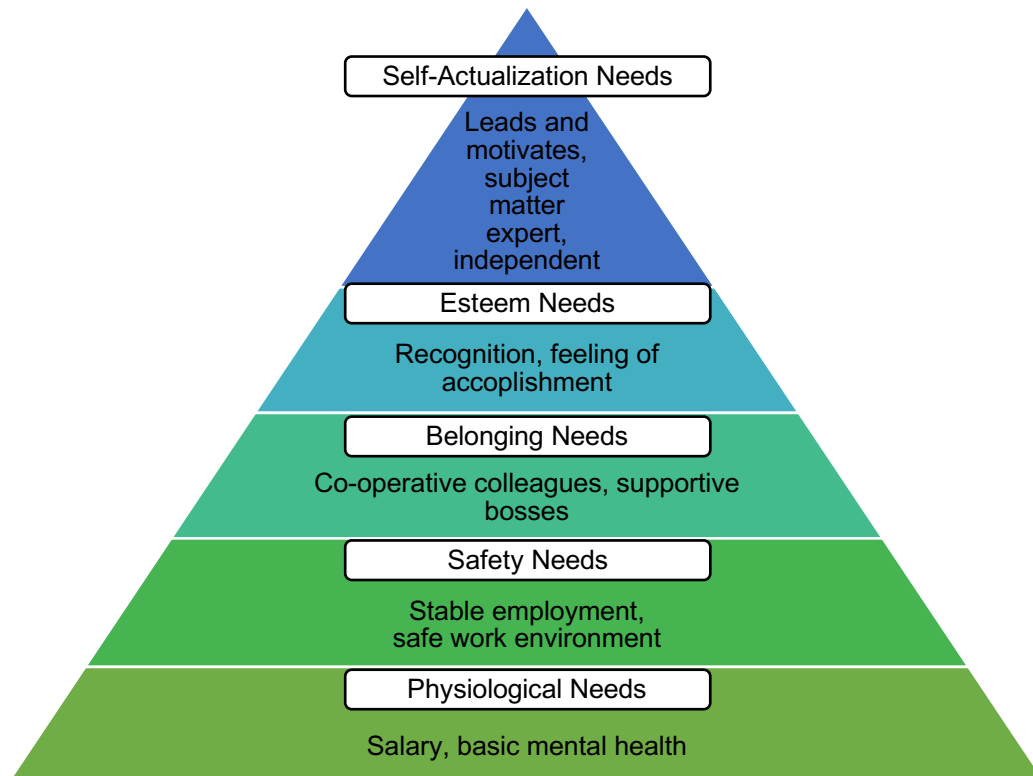 Self-Actualization Needs
Leads and
motivates,
subject
matter
expert,
independent
Esteem Needs
Recognition, feeling of
accoplishment
Belonging Needs
Co-operative colleagues, supportive
bosses
Safety Needs
Stable employment,
safe work environment
Physiological Needs
Salary, basic mental health